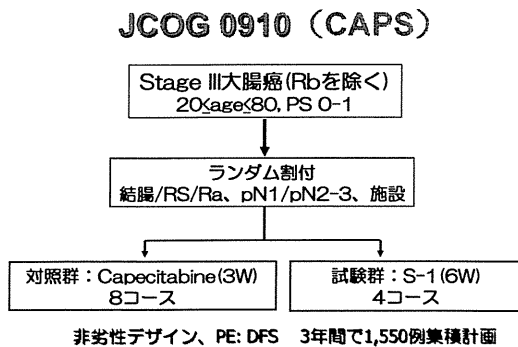 JCOG 0910（CAPS）
Stage III大腸癌(Rbを除く)
20≤age≤80, PS 0-1
ランダム割付
結腸/RS/Ra、pN1/pN2-3、施設
対照群：Capecitabine(3W)
8コース
試験群：S-1(6W)
4コース
非劣性デザイン、PE: DFS　3年間で1,550例集積計画